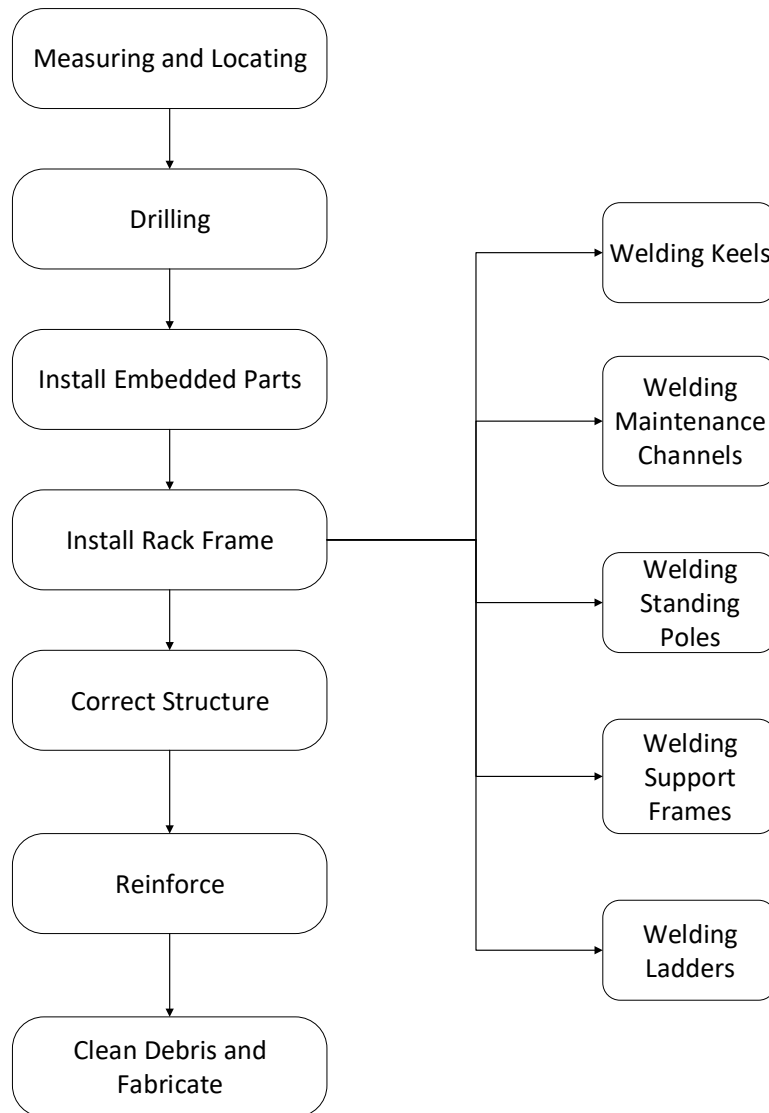 Measuring and Locating
Drilling
Install Embedded Parts
Install Rack Frame
Correct Structure
Reinforce
Clean Debris and
Fabricate
Welding Keels
Welding
Maintenance
Channels
Welding
Standing
Poles
Welding
Support
Frames
Welding
Ladders